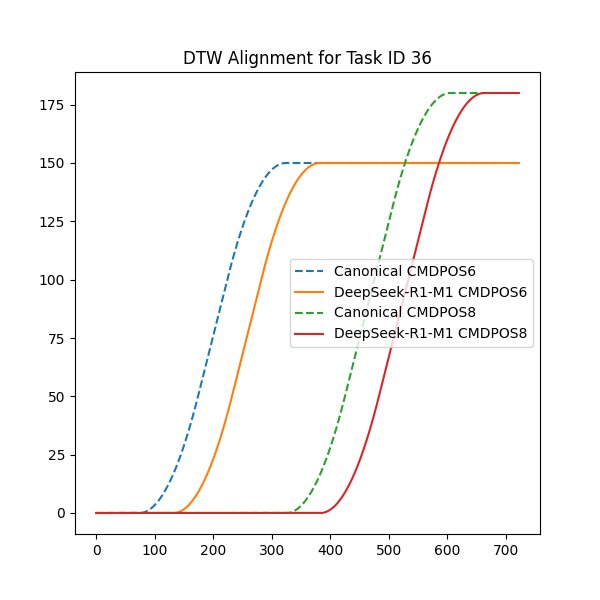 DTW Alignment for Task ID 36
175
150
125
100
75
50
25
0
Canonical CMDPOS6
DeepSeek-R1-M1 CMDPOS6
Canonical CMDPOS8
DeepSeek-R1-M1 CMDPOS8
0 100 200 300 400 500 600 700